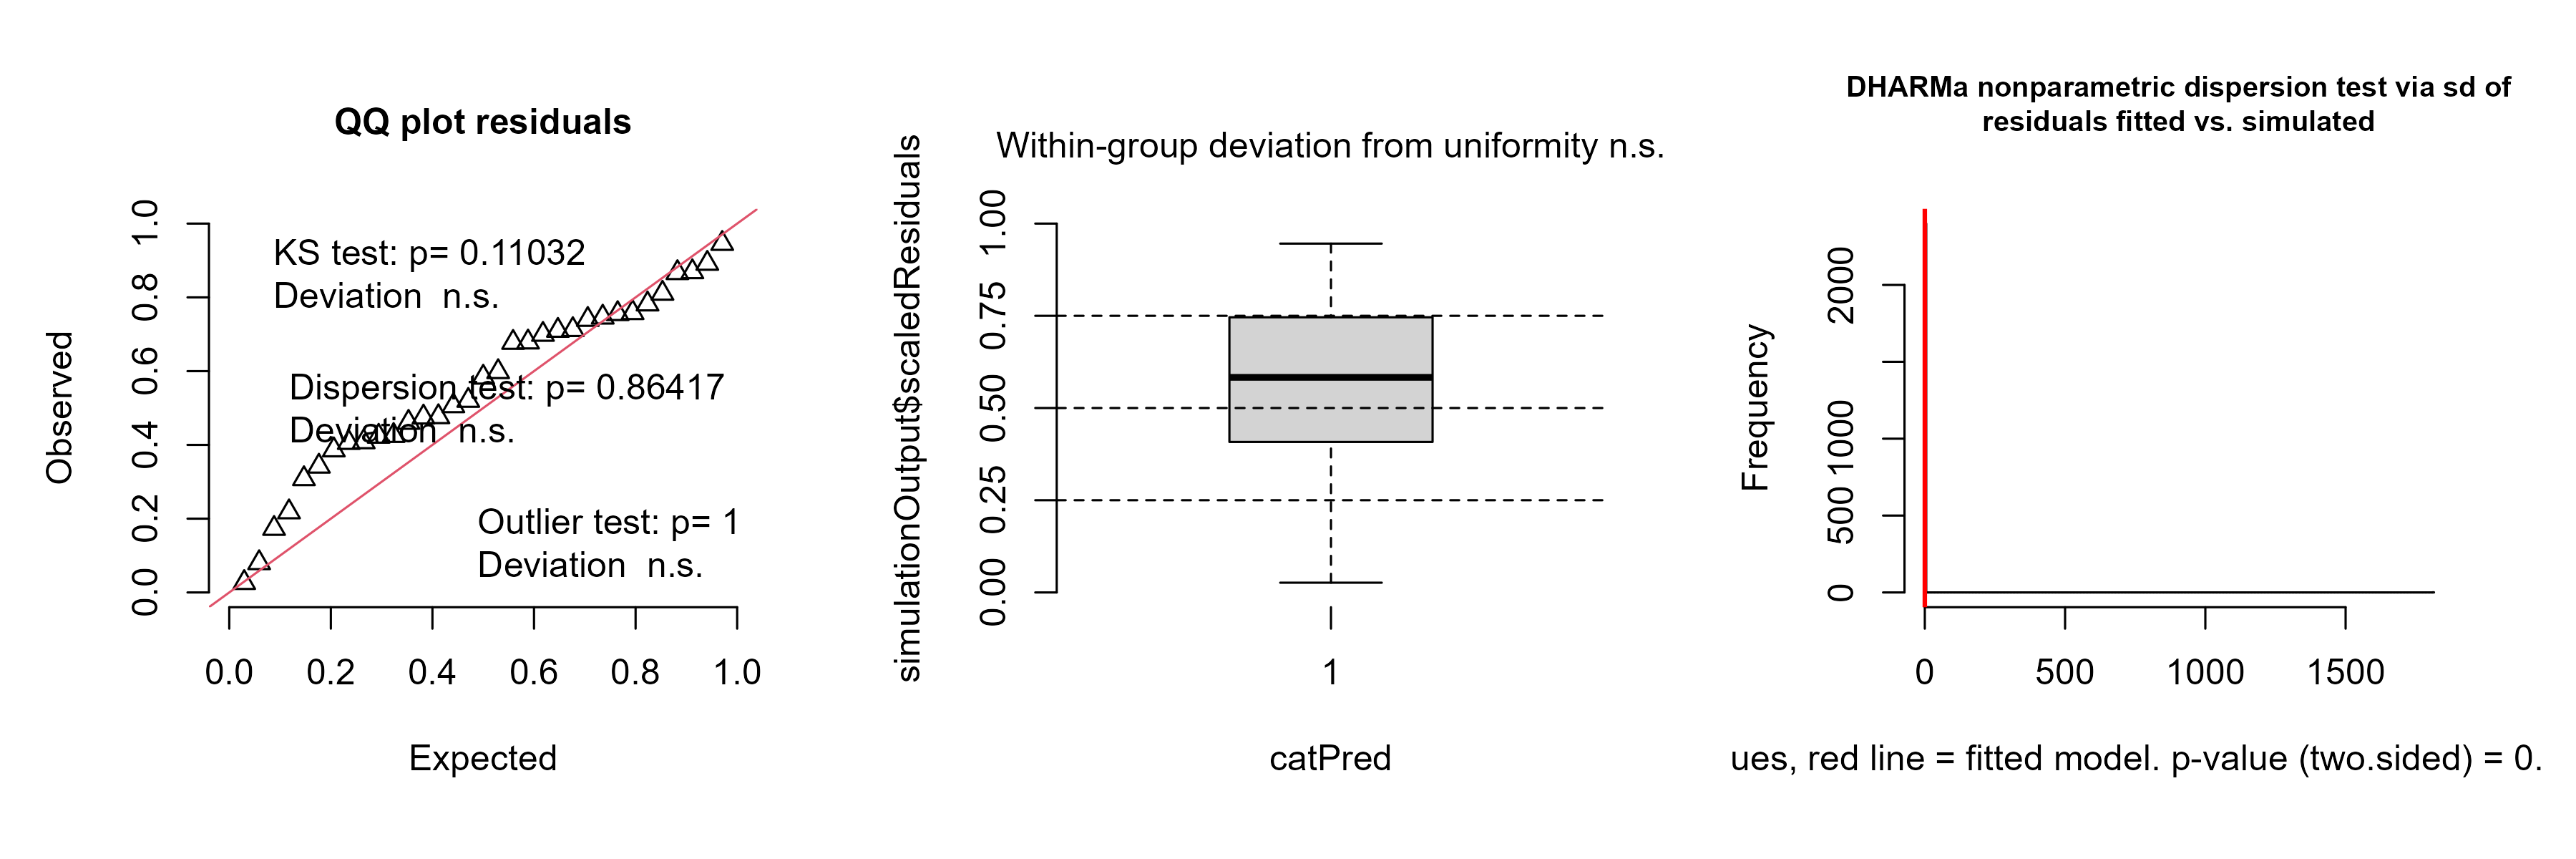 QQ plot residuals
KS test: p= 0.11032
Deviation  n.s.
Dispersion test: p= 0.86417
Deviation  n.s.
Outlier test: p= 1
Deviation  n.s.
Observed
0.0 0.2 0.4 0.6 0.8 1.0
0.0 0.2 0.4 0.6 0.8 1.0
Expected
Within-group deviation from uniformity n.s.
simulationOutput$scaledResiduals
0.00 0.25 0.50 0.75 1.00
1
catPred
DHARMa nonparametric dispersion test via sd of
residuals fitted vs. simulated
Frequency
0 500 1000 2000
0 500 1000 1500
ues, red line = fitted model. p-value (two.sided) = 0.